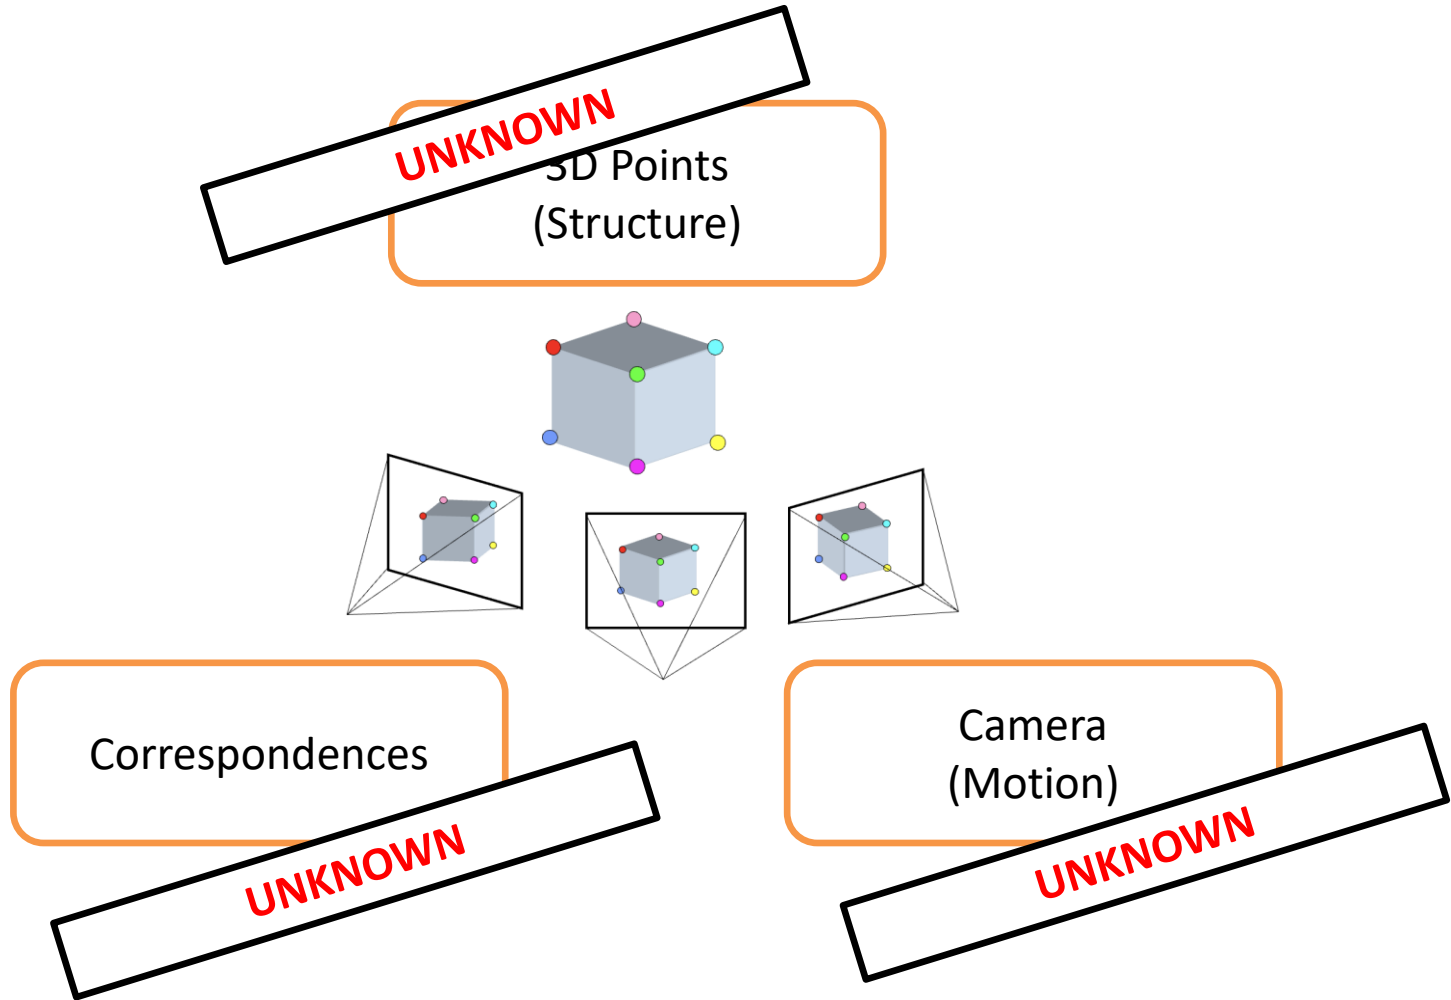 UNKNOWN
3D Points
(Structure)
Correspondences
UNKNOWN
Camera
(Motion)
UNKNOWN